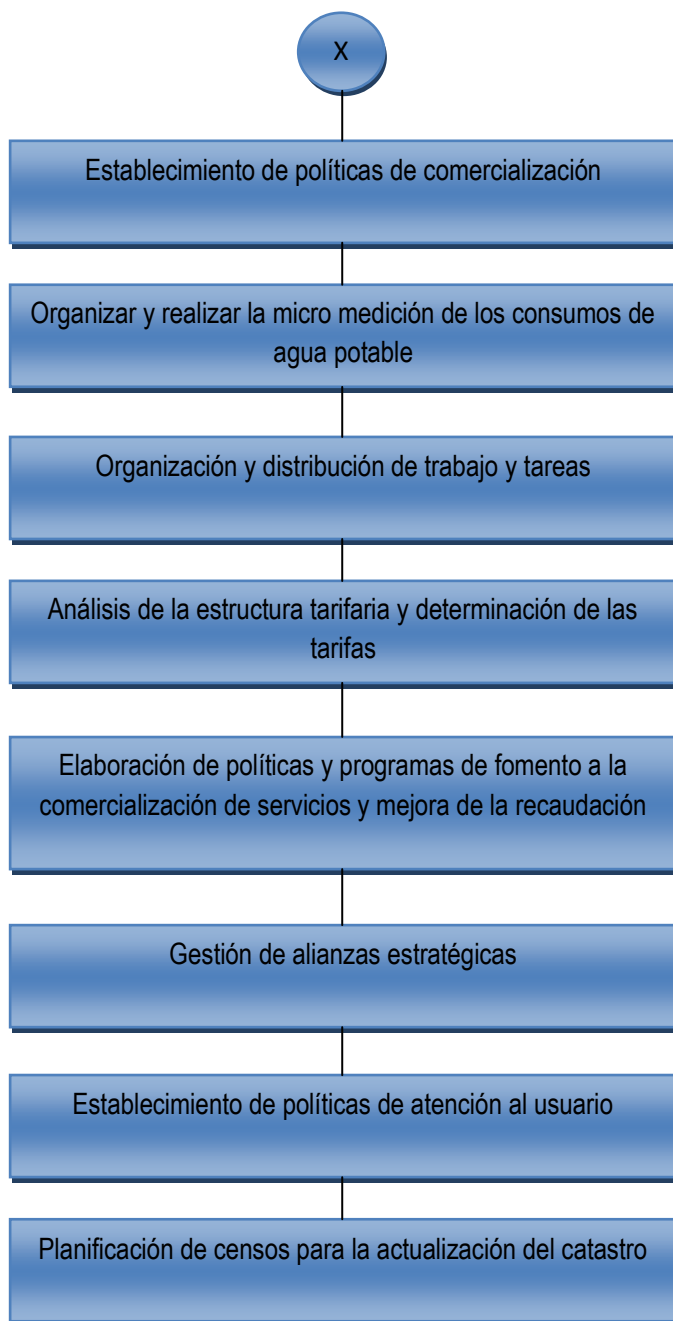 X
Establecimiento de políticas de comercialización
Organizar y realizar la micro medición de los consumos de
agua potable
Organización y distribución de trabajo y tareas
Análisis de la estructura tarifaria y determinación de las
tarifas
Elaboración de políticas y programas de fomento a la
comercialización de servicios y mejora de la recaudación
Gestión de alianzas estratégicas
Establecimiento de políticas de atención al usuario
Planificación de censos para la actualización del catastro